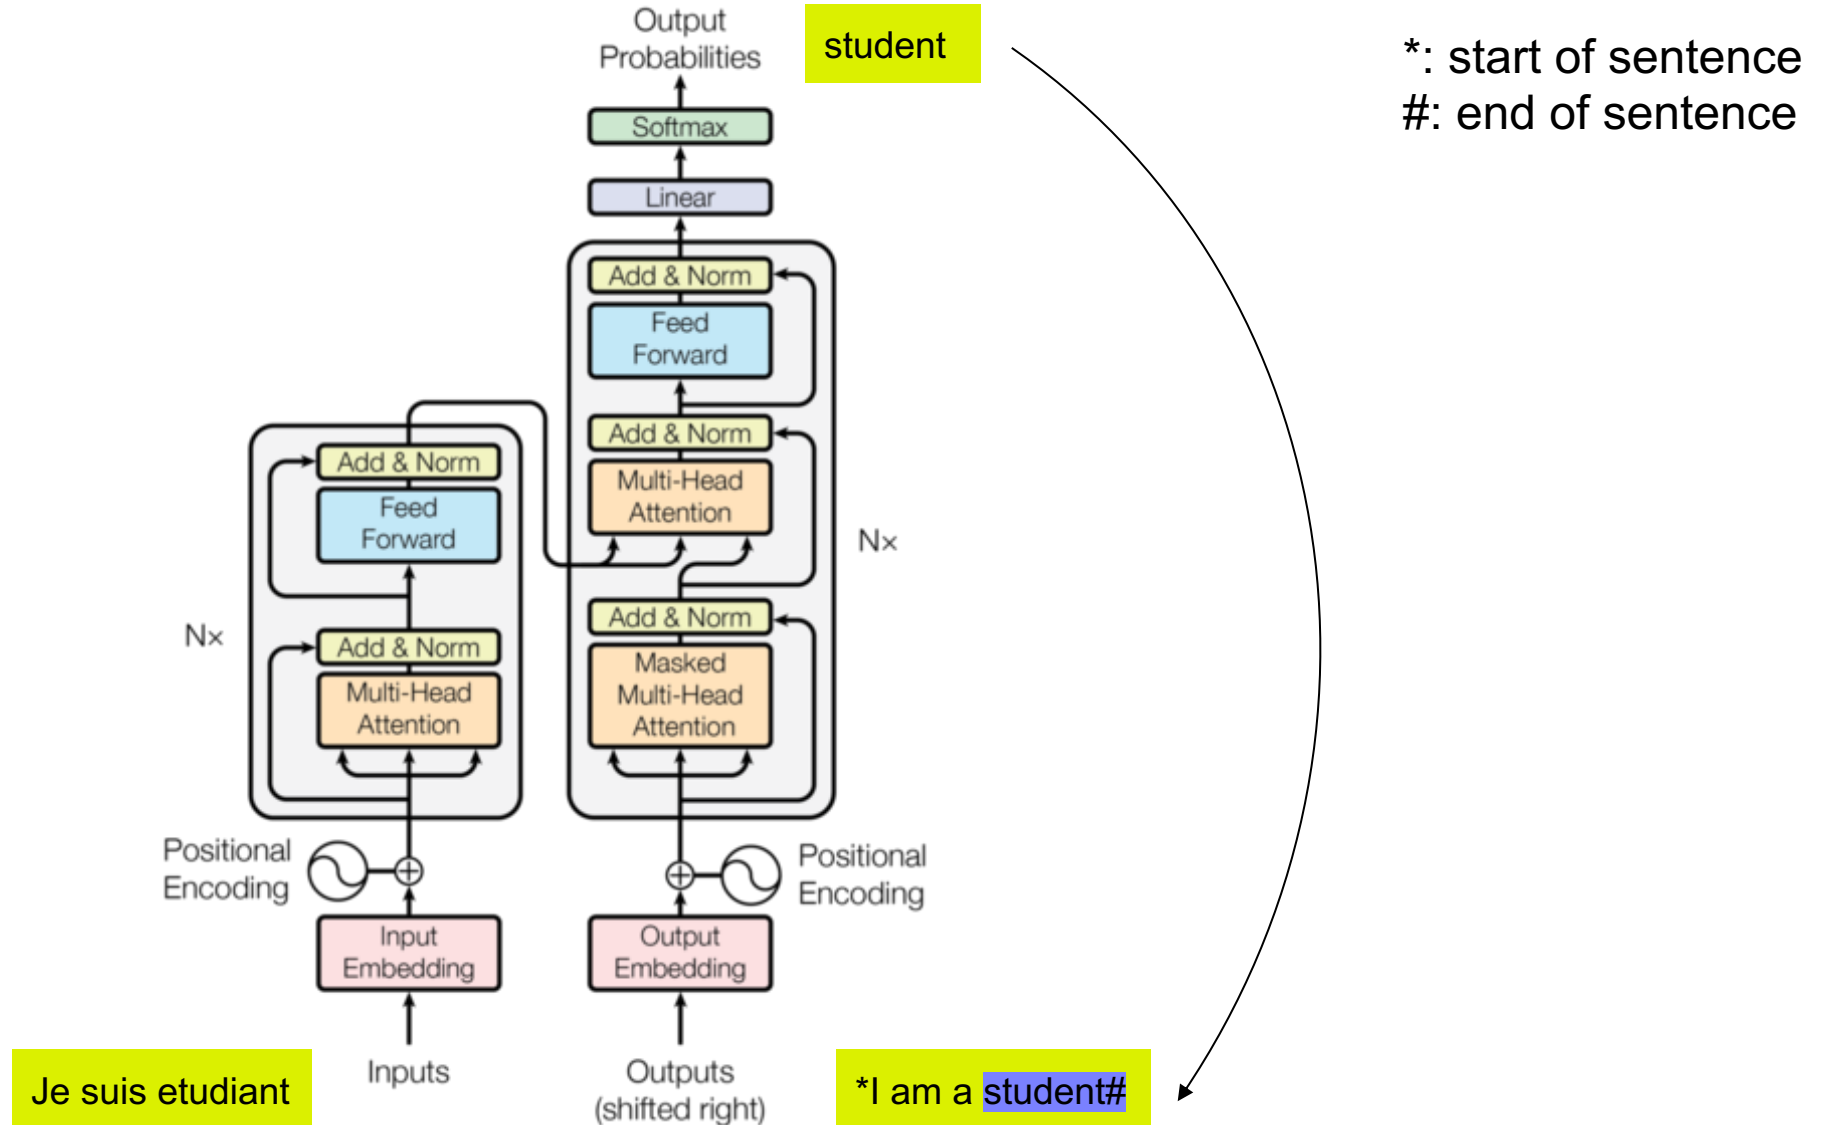 Output
Probabilities
student
*: start of sentence
#: end of sentence
Softmax
Linear
Add & Norm
Feed
Forward
Add & Norm
Multi-Head
Attention
Nx
Add & Norm
Masked
Multi-Head
Attention
Add & Norm
Feed
Forward
Nx
Add & Norm
Multi-Head
Attention
Positional
Encoding
Positional
Encoding
Input
Embedding
Output
Embedding
Je suis etudiant
Inputs
Outputs
(shifted right)
*I am a student#